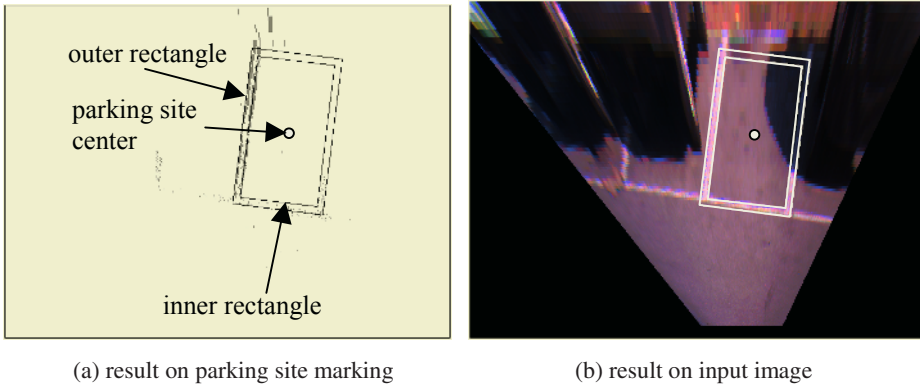 outer rectangle
parking site
center
inner rectangle
(a) result on parking site marking
(b) result on input image